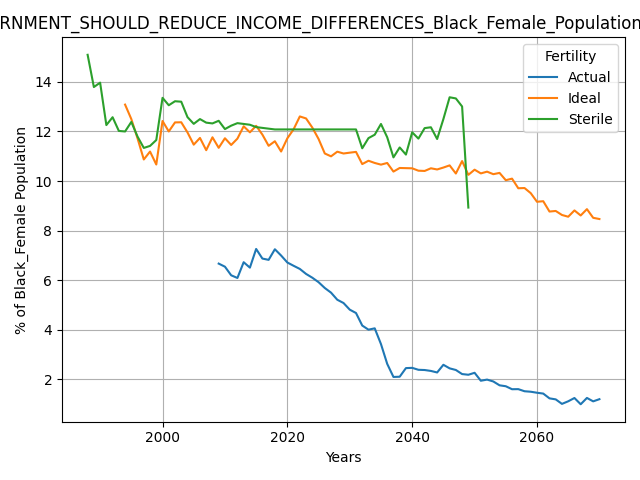 RNMENT_SHOULD_REDUCE_INCOME_DIFFERENCES_Black_Female_Population
Fertility
Actual
Ideal
Sterile
% of Black_Female Population
14
12
10
8
6
4
2
2000 2020 2040 2060
Years